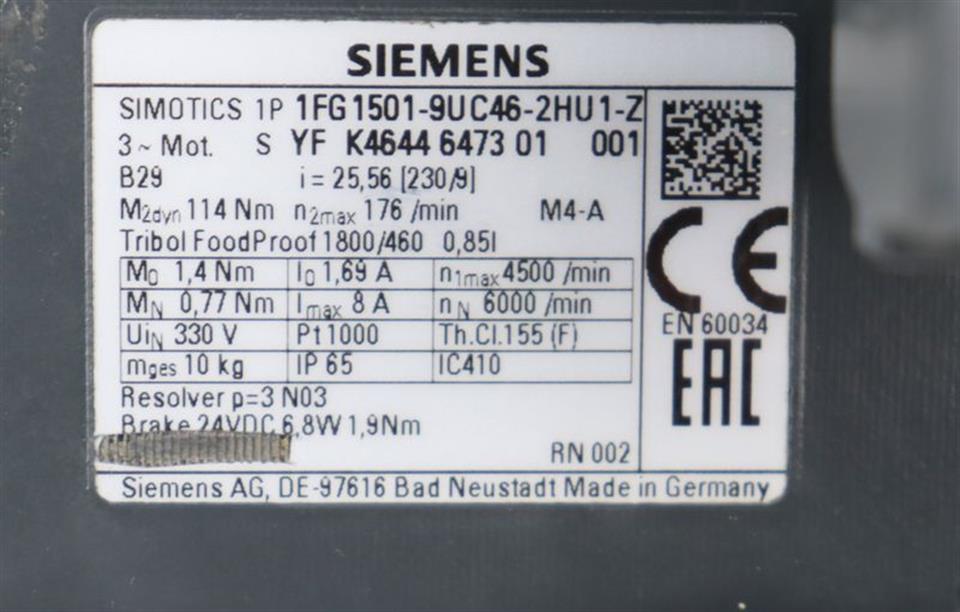 SIEMENS
SIMOTICS 1P 1FG1501-9UC46-2HU1-Z
3 ~ Mot. S YF K4644 6473 01 001
B29 i = 25,56 [230/9]
M2dyn 114 Nm n2max 176 /min M4-A
Tribol FoodProof 1800/460 0,85l
M0 1,4 Nm I0 1,69 A n1max 4500 /min
MN 0,77 Nm Imax 8 A nN 6000 /min
UiN 330 V Pt1000 Th.Cl.155 (F)
mges 10 kg IP 65 IC410
Resolver p=3 N03
Brake 24VDC 6,8W 1,9Nm
RN 002
CE
EN 60034
EAC
Siemens AG, DE-97616 Bad Neustadt Made in Germany